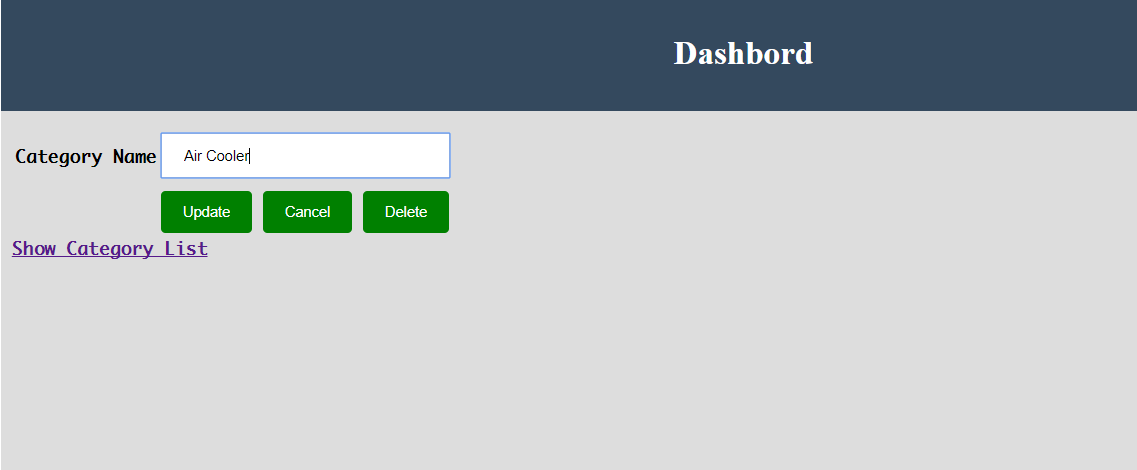 Dashbord
Category Name Air Cooler
Update Cancel Delete
Show Category List